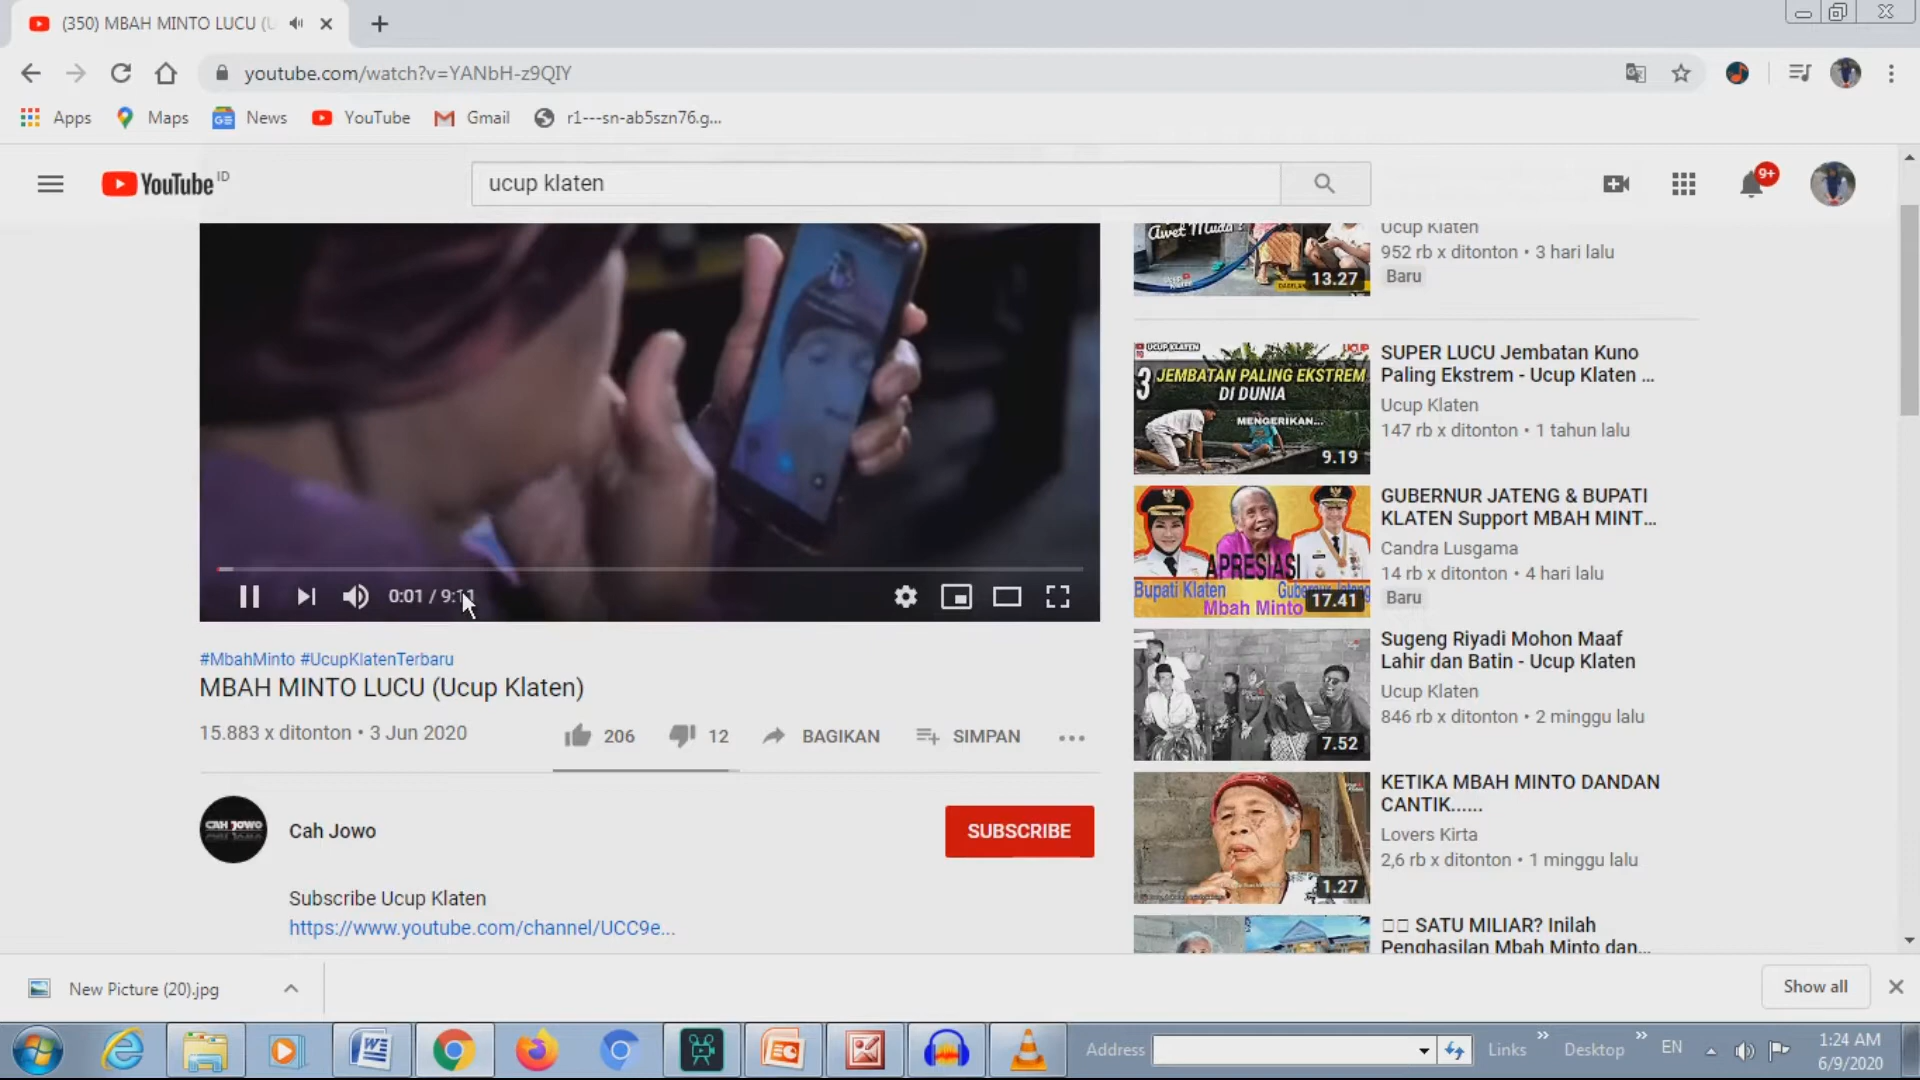 (350) MBAH MINTO LUCU (U
youtube.com/watch?v=YANbH-z9QIY
Apps Maps News YouTube Gmail r1---sn-ab5szn76.g...
YouTube ID
ucup klaten
9+
Awet Muda
13.27
Ucup Klaten
952 rb x ditonton • 3 hari lalu
Baru
UCUP KLATEN
3 JEMBATAN PALING EKSTREM
DI DUNIA
MENGERIKAN...
9.19
SUPER LUCU Jembatan Kuno
Paling Ekstrem - Ucup Klaten ...
Ucup Klaten
147 rb x ditonton • 1 tahun lalu
APRESIASI
Bupati Klaten Gubernur Jateng
Mbah Minto
17.41
GUBERNUR JATENG & BUPATI
KLATEN Support MBAH MINT...
Candra Lusgama
14 rb x ditonton • 4 hari lalu
Baru
0:01 / 9:11
#MbahMinto #UcupKlatenTerbaru
MBAH MINTO LUCU (Ucup Klaten)
15.883 x ditonton • 3 Jun 2020
206 12 BAGIKAN SIMPAN
7.52
Sugeng Riyadi Mohon Maaf
Lahir dan Batin - Ucup Klaten
Ucup Klaten
846 rb x ditonton • 2 minggu lalu
CAH JOWO
Cah Jowo
SUBSCRIBE
Subscribe Ucup Klaten
https://www.youtube.com/channel/UCC9e...
1.27
KETIKA MBAH MINTO DANDAN
CANTIK......
Lovers Kirta
2,6 rb x ditonton • 1 minggu lalu
SATU MILIAR? Inilah
Penghasilan Mbah Minto dan...
New Picture (20).jpg
Show all
Address
Links
Desktop
EN
1:24 AM
6/9/2020